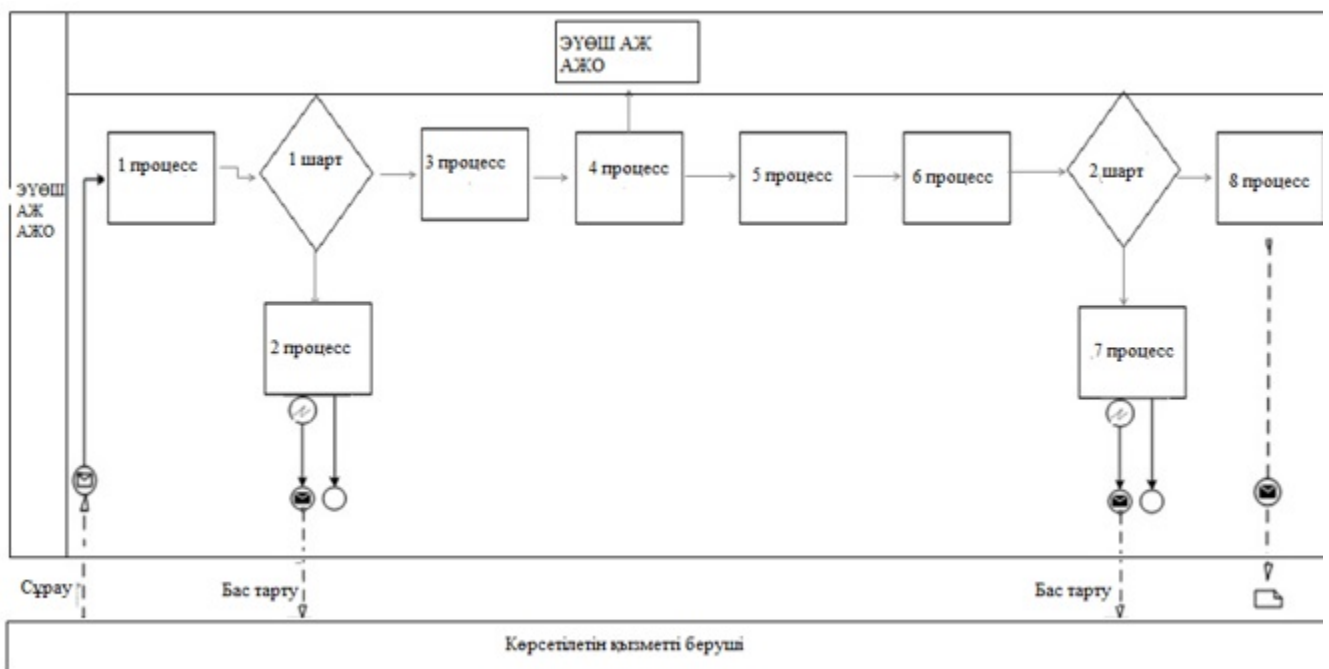 ЭҮӨШ АЖ
АЖО
ЭҮӨШ
АЖ
АЖО
1 процесс
1 шарт
3 процесс
4 процесс
5 процесс
6 процесс
2 шарт
8 процесс
2 процесс
7 процесс
Сұрау
Бас тарту
Бас тарту
Көрсетілетін қызметті беруші